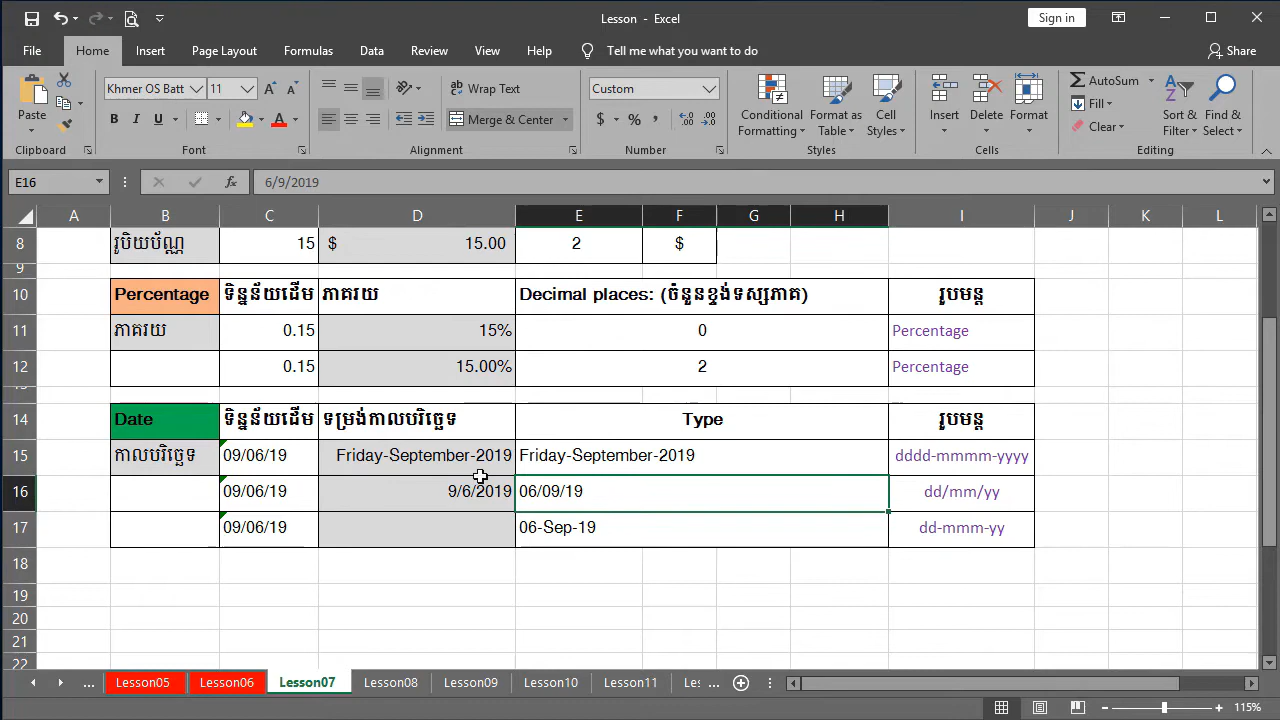 Lesson - Excel
Sign in
File Home Insert Page Layout Formulas Data Review View Help Tell me what you want to do Share
Paste
Clipboard
Khmer OS Batt 11
B I U
Font
Wrap Text
Merge & Center
Alignment
Custom
$ % ,
Number
Conditional Formatting
Format as Table
Cell Styles
Styles
Insert
Delete
Format
Cells
AutoSum
Fill
Clear
Sort & Filter
Find & Select
Editing
E16 fx 6/9/2019
A B C D E F G H I J K L
8 រូបិយប័ណ្ណ 15 $ 15.00 2 $
9
10 Percentage ទិន្នន័យដើម ភាគរយ Decimal places: (ចំនួនខ្ទង់ទស្សភាគ) រូបមន្ត
11 ភាគរយ 0.15 15% 0 Percentage
12 0.15 15.00% 2 Percentage
13
14 Date ទិន្នន័យដើម ទម្រង់កាលបរិច្ឆេទ Type រូបមន្ត
15 កាលបរិច្ឆេទ 09/06/19 Friday-September-2019 Friday-September-2019 dddd-mmmm-yyyy
16 09/06/19 9/6/2019 06/09/19 dd/mm/yy
17 09/06/19 06-Sep-19 dd-mmm-yy
18
19
20
21
22
... Lesson05 Lesson06 Lesson07 Lesson08 Lesson09 Lesson10 Lesson11 Les ...
115%